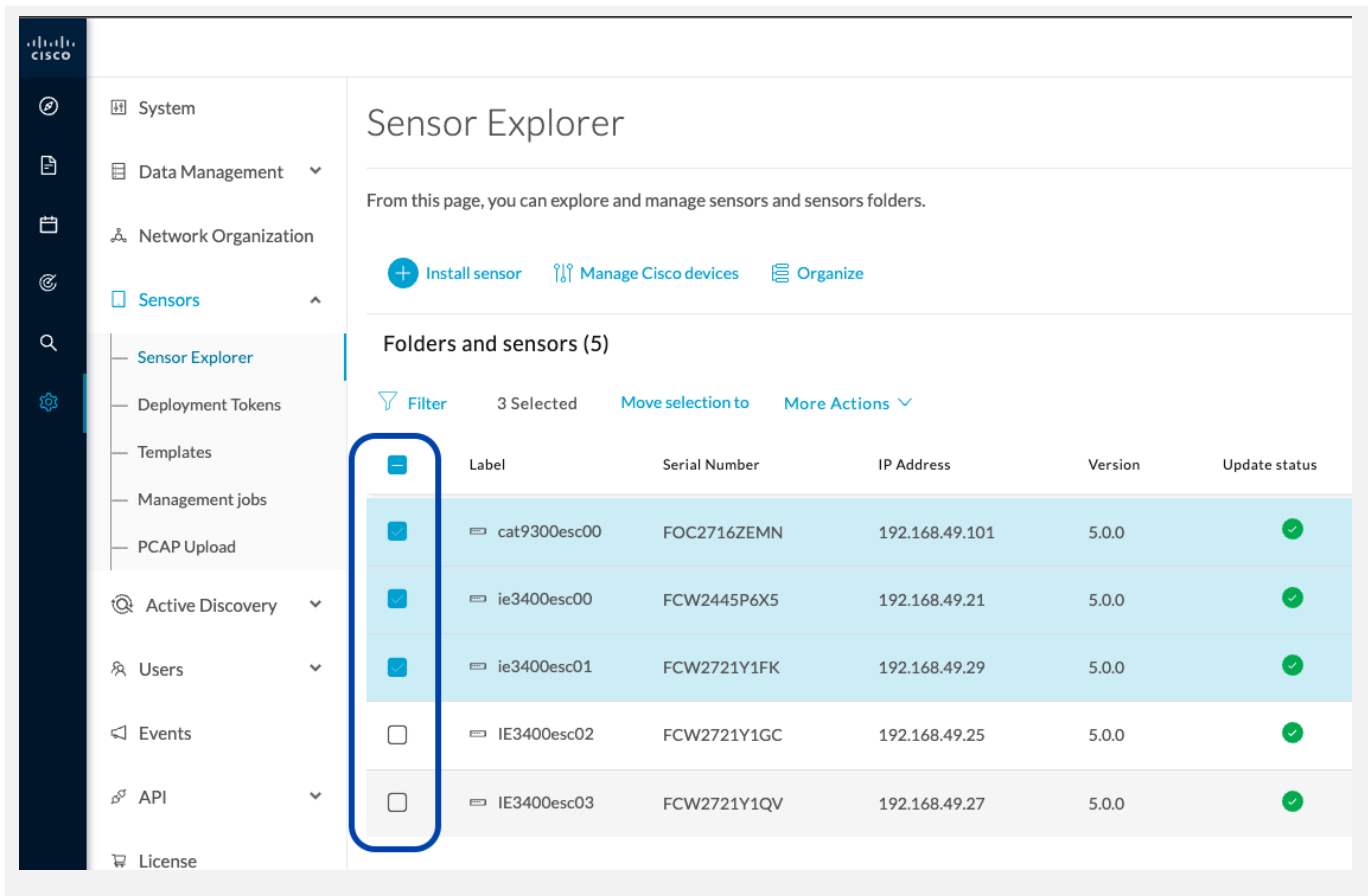 cisco
System
Data Management
Network Organization
Sensors
Sensor Explorer
Deployment Tokens
Templates
Management jobs
PCAP Upload
Active Discovery
Users
Events
API
License
Sensor Explorer
From this page, you can explore and manage sensors and sensors folders.
Install sensor Manage Cisco devices Organize
Folders and sensors (5)
Filter 3 Selected Move selection to More Actions
Label Serial Number IP Address Version Update status
cat9300esc00 FOC2716ZEMN 192.168.49.101 5.0.0
ie3400esc00 FCW2445P6X5 192.168.49.21 5.0.0
ie3400esc01 FCW2721Y1FK 192.168.49.29 5.0.0
IE3400esc02 FCW2721Y1GC 192.168.49.25 5.0.0
IE3400esc03 FCW2721Y1QV 192.168.49.27 5.0.0